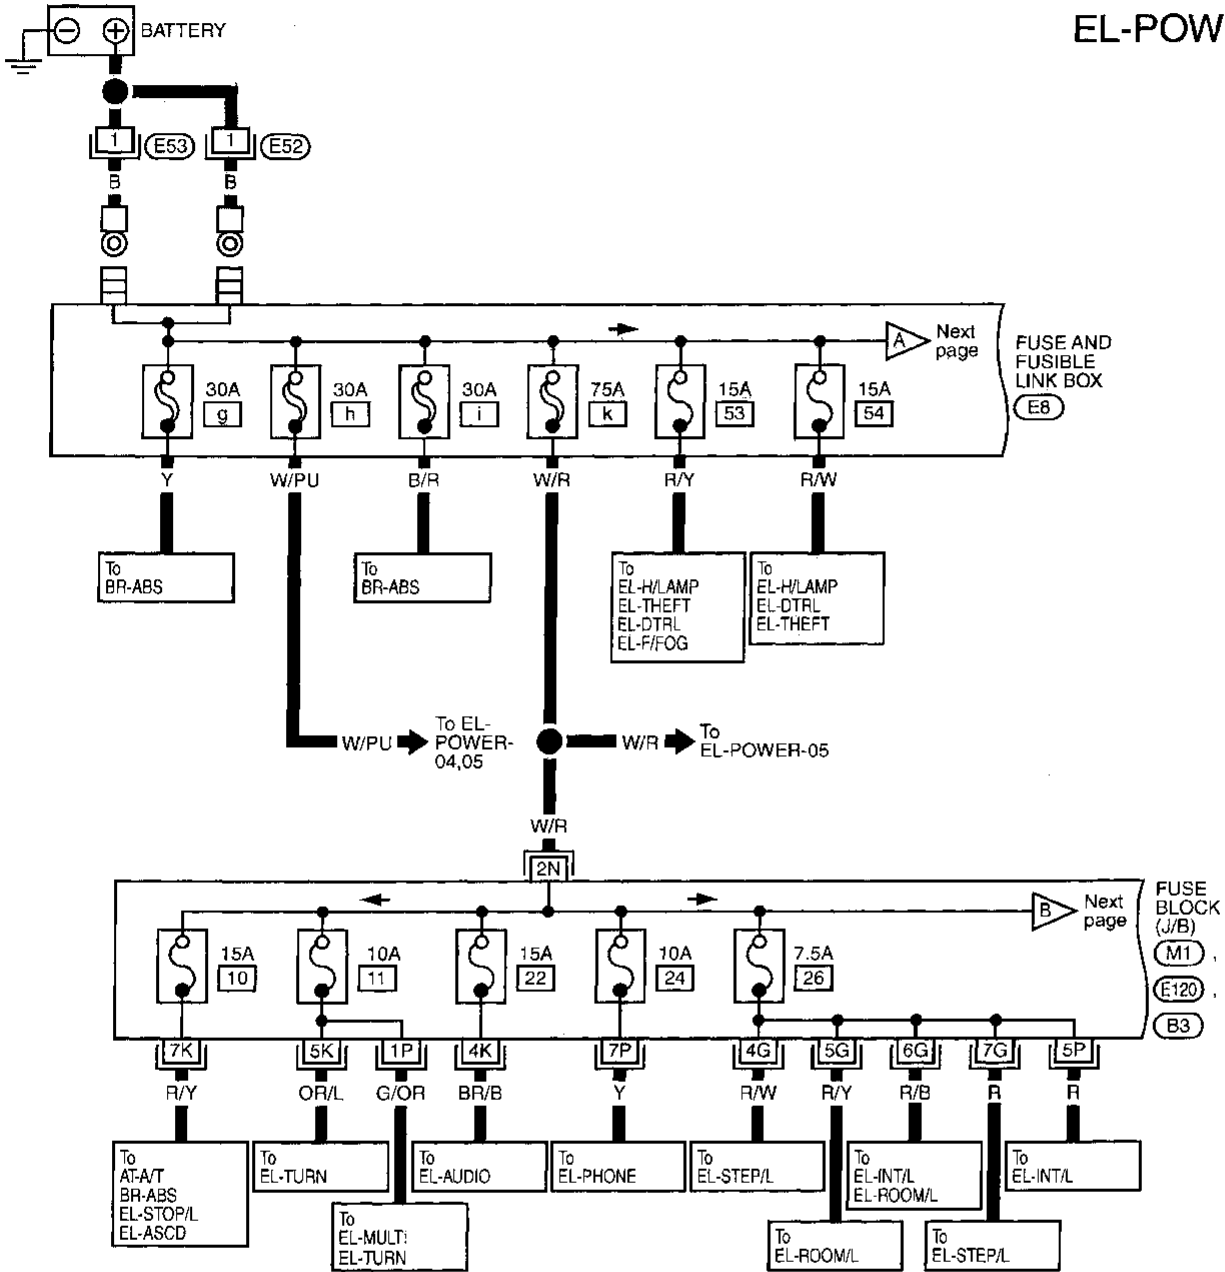 EL-POW
BATTERY
1
E53
1
E52
B
B
A
Next
page
FUSE AND
FUSIBLE
LINK BOX
E8
30A
g
30A
h
30A
i
75A
k
15A
53
15A
54
Y
W/PU
B/R
W/R
R/Y
R/W
To
BR-ABS
To
BR-ABS
To
EL-H/LAMP
EL-THEFT
EL-DTRL
EL-F/FOG
To
EL-H/LAMP
EL-DTRL
EL-THEFT
W/PU
To EL-
POWER-
04,05
W/R
To
EL-POWER-05
W/R
2N
B
Next
page
FUSE
BLOCK
(J/B)
M1 ,
E120 ,
B3
15A
10
10A
11
15A
22
10A
24
7.5A
26
7K
5K
1P
4K
7P
4G
5G
6G
7G
5P
R/Y
OR/L
G/OR
BR/B
Y
R/W
R/Y
R/B
R
R
To
AT-A/T
BR-ABS
EL-STOP/L
EL-ASCD
To
EL-TURN
To
EL-MULTI
EL-TURN
To
EL-AUDIO
To
EL-PHONE
To
EL-STEP/L
To
EL-ROOM/L
To
EL-INT/L
EL-ROOM/L
To
EL-STEP/L
To
EL-INT/L